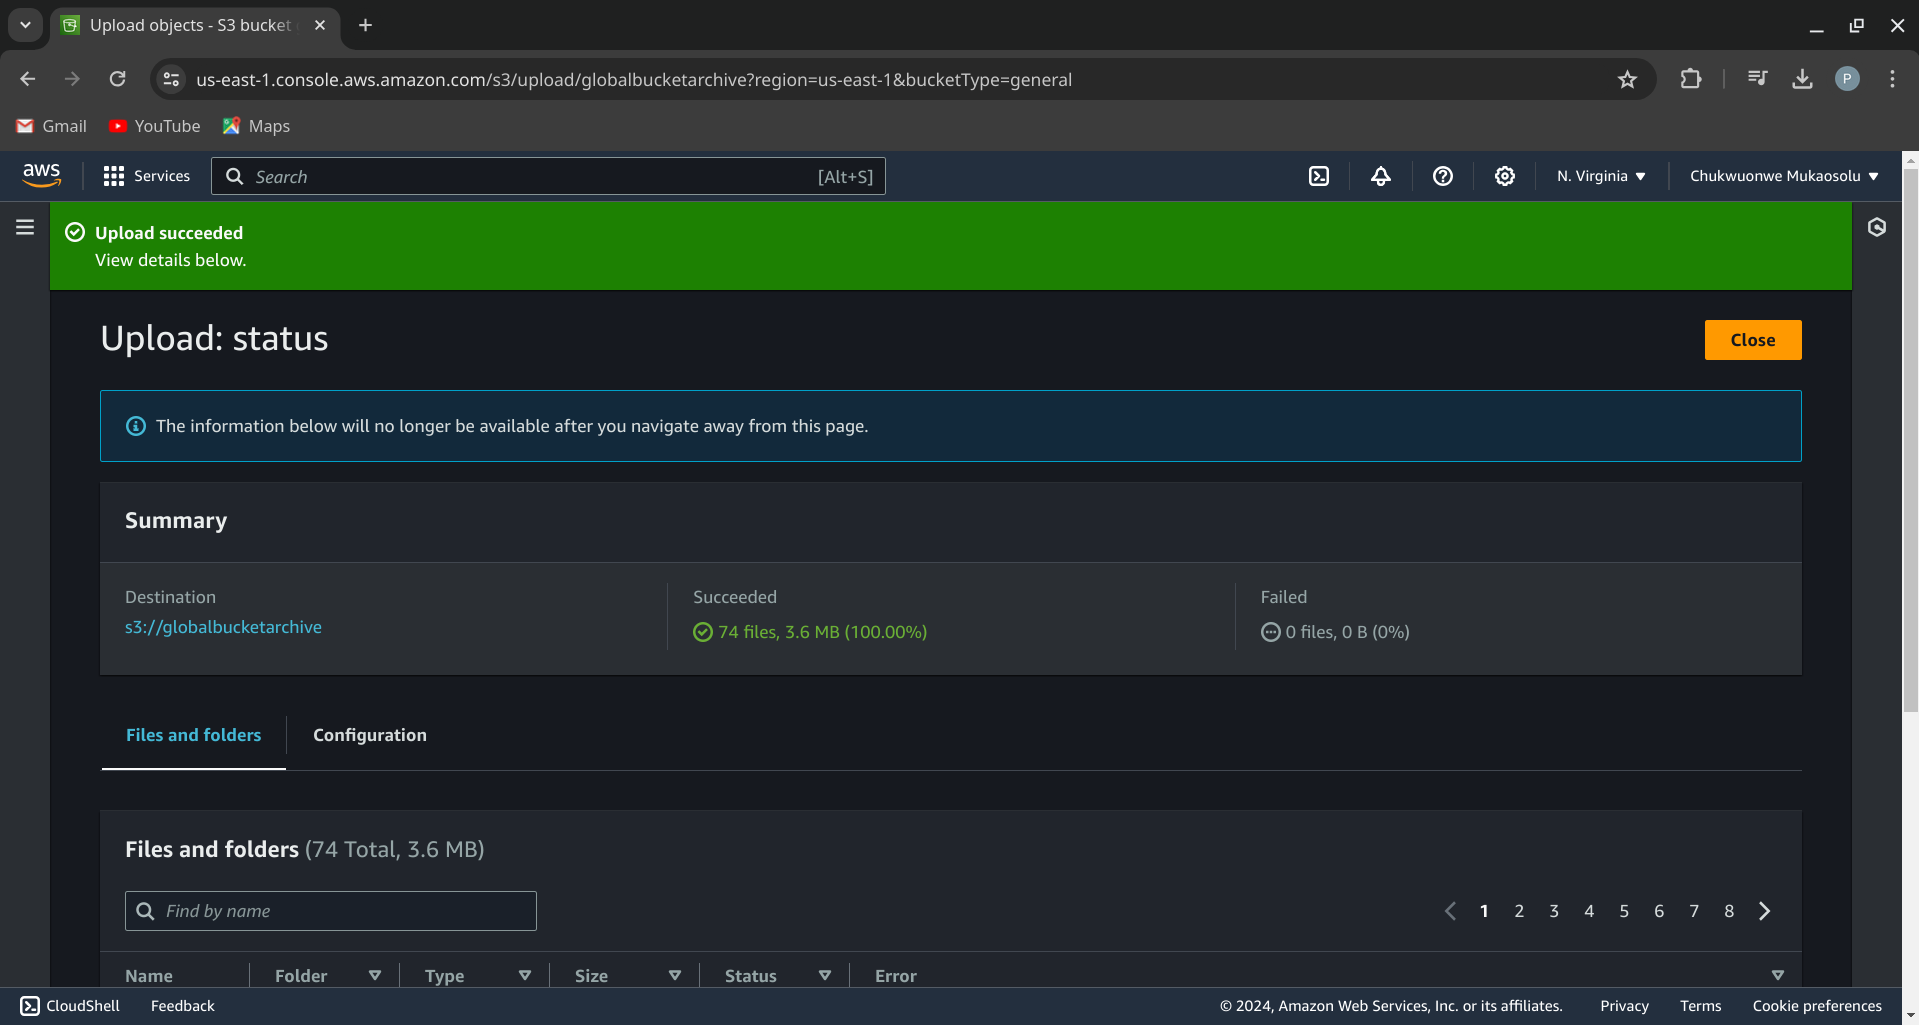 Upload objects - S3 bucket
us-east-1.console.aws.amazon.com/s3/upload/globalbucketarchive?region=us-east-1&bucketType=general
P
Gmail
YouTube
Maps
aws
Services
Search
[Alt+S]
N. Virginia
Chukwuonwe Mukaosolu
Upload succeeded
View details below.
Upload: status
Close
The information below will no longer be available after you navigate away from this page.
Summary
Destination
s3://globalbucketarchive
Succeeded
74 files, 3.6 MB (100.00%)
Failed
0 files, 0 B (0%)
Files and folders
Configuration
Files and folders (74 Total, 3.6 MB)
Find by name
1 2 3 4 5 6 7 8
Name Folder Type Size Status Error
CloudShell
Feedback
© 2024, Amazon Web Services, Inc. or its affiliates.
Privacy
Terms
Cookie preferences